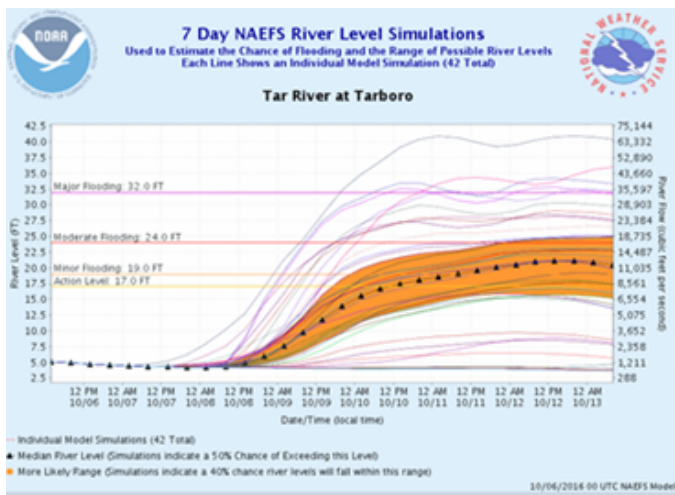 NOAA
7 Day NAEFS River Level Simulations
Used to Estimate the Chance of Flooding and the Range of Possible River Levels
Each Line Shows an Individual Model Simulation (42 Total)
NATIONAL WEATHER SERVICE
Tar River at Tarboro
42.5 75,144
40.0 63,332
37.5 52,890
35.0 43,660
Major Flooding: 32.0 FT
32.5 35,597
30.0 28,903
27.5 23,384
Moderate Flooding: 24.0 FT
25.0 18,735
22.5 14,487
Minor Flooding: 19.0 FT
20.0 11,035
Action Level: 17.0 FT
17.5 8,561
15.0 6,554
12.5 5,075
10.0 3,652
7.5 2,358
5.0 1,211
2.5 288
River Level (FT)
River Flow (cubic feet per second)
12 PM 12 AM 12 PM 12 AM 12 PM 12 AM 12 PM 12 AM 12 PM 12 AM 12 PM 12 AM 12 PM 12 AM
10/06 10/07 10/07 10/08 10/08 10/09 10/09 10/10 10/10 10/11 10/11 10/12 10/12 10/13
Date/Time (local time)
Individual Model Simulations (42 Total)
Median River Level (Simulations indicate a 50% Chance of Exceeding this Level)
More Likely Range (Simulations indicate a 40% chance river levels will fall within this range)
10/06/2016 00 UTC NAEFS Model